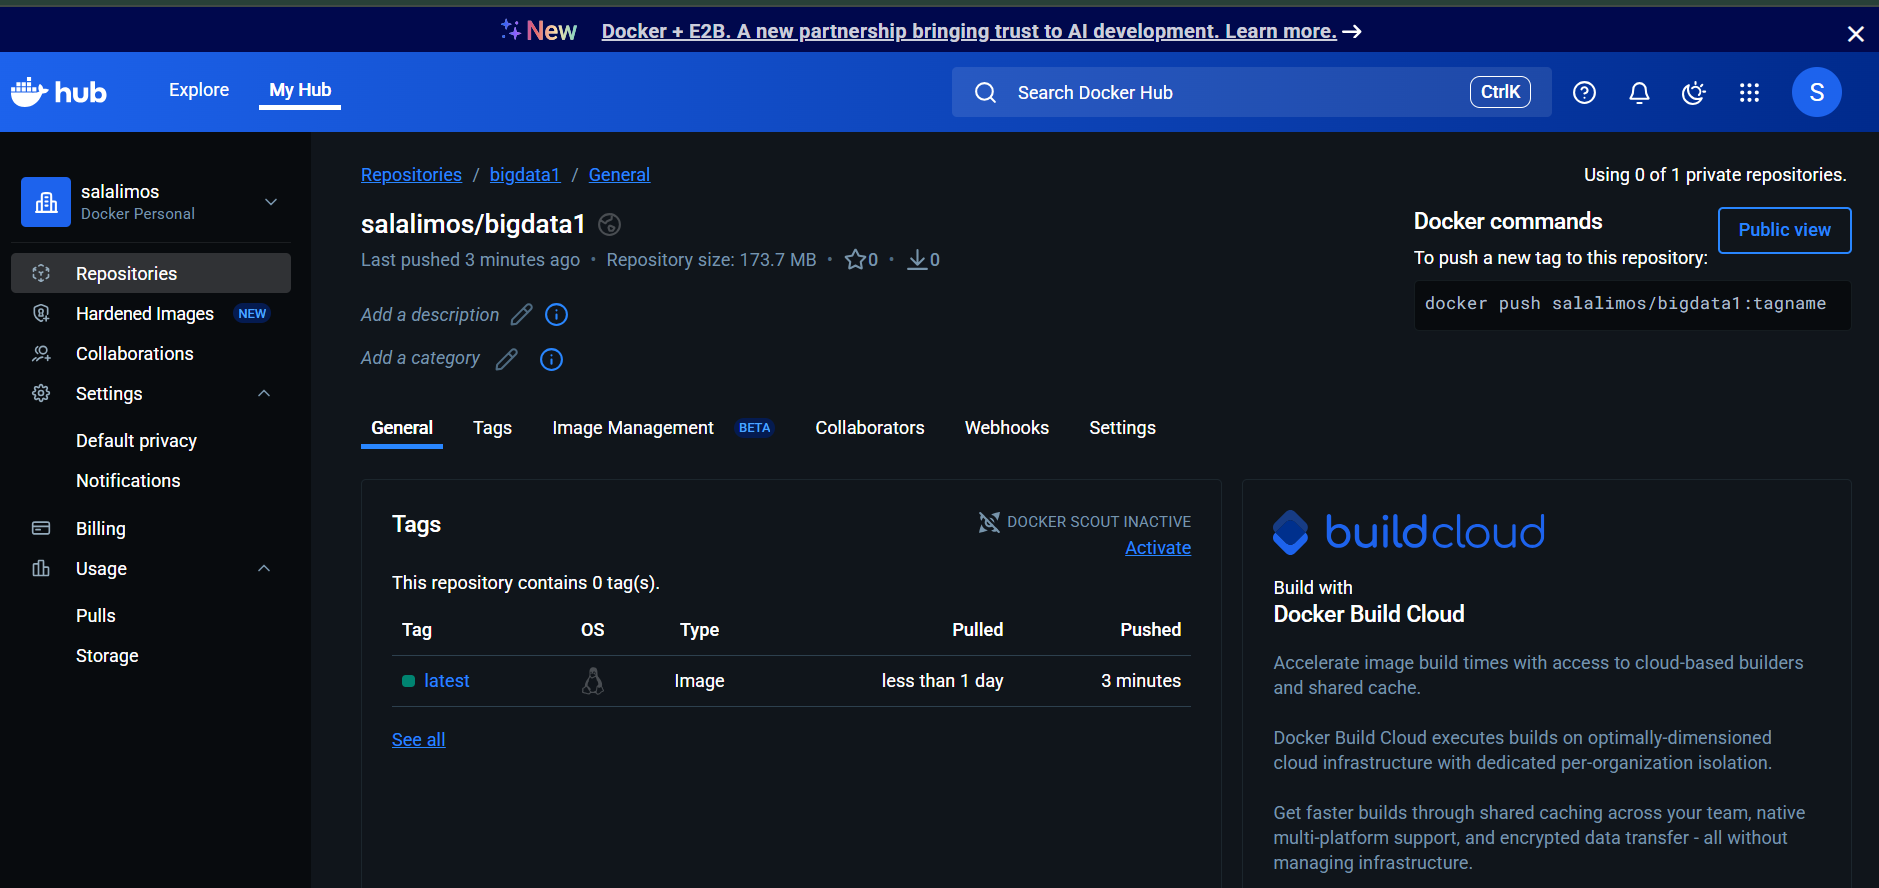 New Docker + E2B. A new partnership bringing trust to AI development. Learn more.
hub Explore My Hub Search Docker Hub CtrlK S
salalimos
Docker Personal
Repositories
Hardened Images NEW
Collaborations
Settings
Default privacy
Notifications
Billing
Usage
Pulls
Storage
Repositories / bigdata1 / General
Using 0 of 1 private repositories.
salalimos/bigdata1
Last pushed 3 minutes ago • Repository size: 173.7 MB • 0 • 0
Add a description
Add a category
Docker commands
Public view
To push a new tag to this repository:
docker push salalimos/bigdata1:tagname
General Tags Image Management BETA Collaborators Webhooks Settings
Tags
DOCKER SCOUT INACTIVE
Activate
This repository contains 0 tag(s).
Tag OS Type Pulled Pushed
latest Image less than 1 day 3 minutes
See all
buildcloud
Build with
Docker Build Cloud
Accelerate image build times with access to cloud-based builders
and shared cache.
Docker Build Cloud executes builds on optimally-dimensioned
cloud infrastructure with dedicated per-organization isolation.
Get faster builds through shared caching across your team, native
multi-platform support, and encrypted data transfer - all without
managing infrastructure.